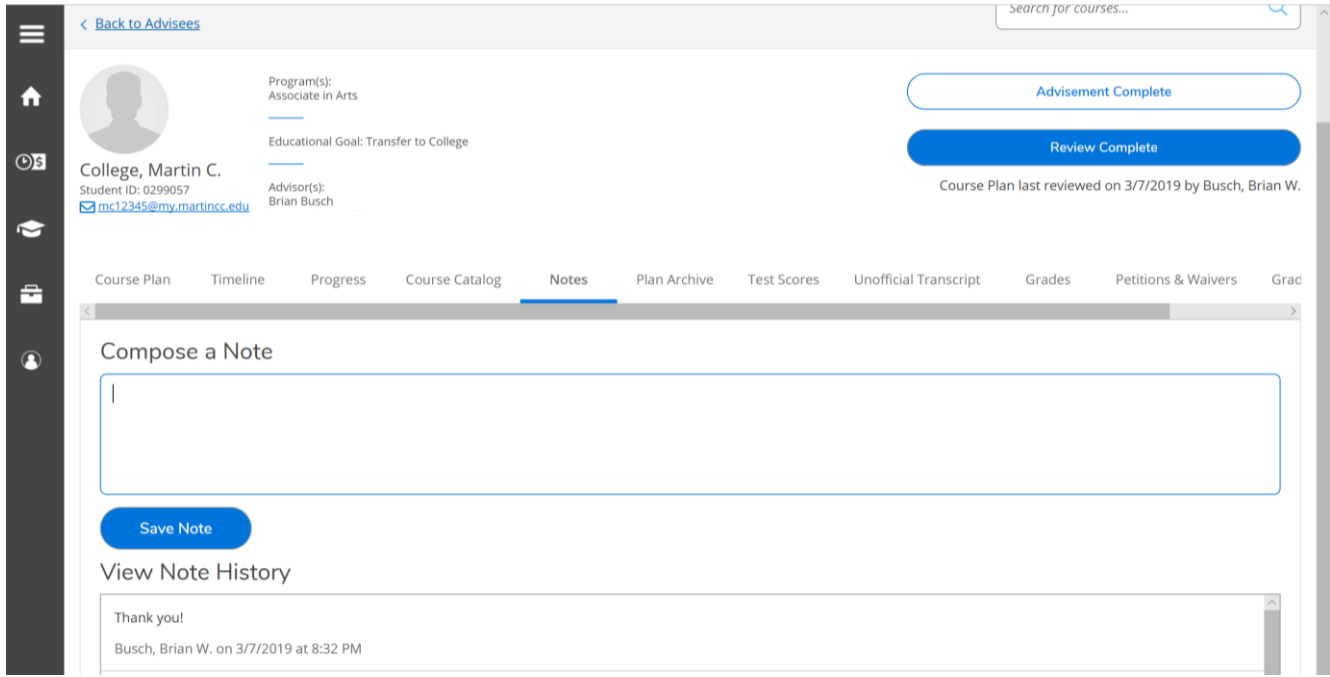 Back to Advisees
Search for courses...
Program(s):
Associate in Arts
Educational Goal: Transfer to College
Advisor(s):
Brian Busch
College, Martin C.
Student ID: 0299057
mc12345@my.martincc.edu
Advisement Complete
Review Complete
Course Plan last reviewed on 3/7/2019 by Busch, Brian W.
Course Plan Timeline Progress Course Catalog Notes Plan Archive Test Scores Unofficial Transcript Grades Petitions & Waivers Grad
Compose a Note
Save Note
View Note History
Thank you!
Busch, Brian W. on 3/7/2019 at 8:32 PM